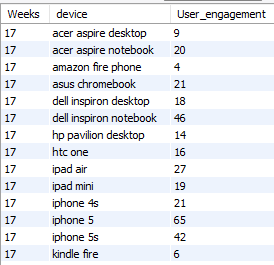 Weeks device User_engagement
17 acer aspire desktop 9
17 acer aspire notebook 20
17 amazon fire phone 4
17 asus chromebook 21
17 dell inspiron desktop 18
17 dell inspiron notebook 46
17 hp pavilion desktop 14
17 htc one 16
17 ipad air 27
17 ipad mini 19
17 iphone 4s 21
17 iphone 5 65
17 iphone 5s 42
17 kindle fire 6